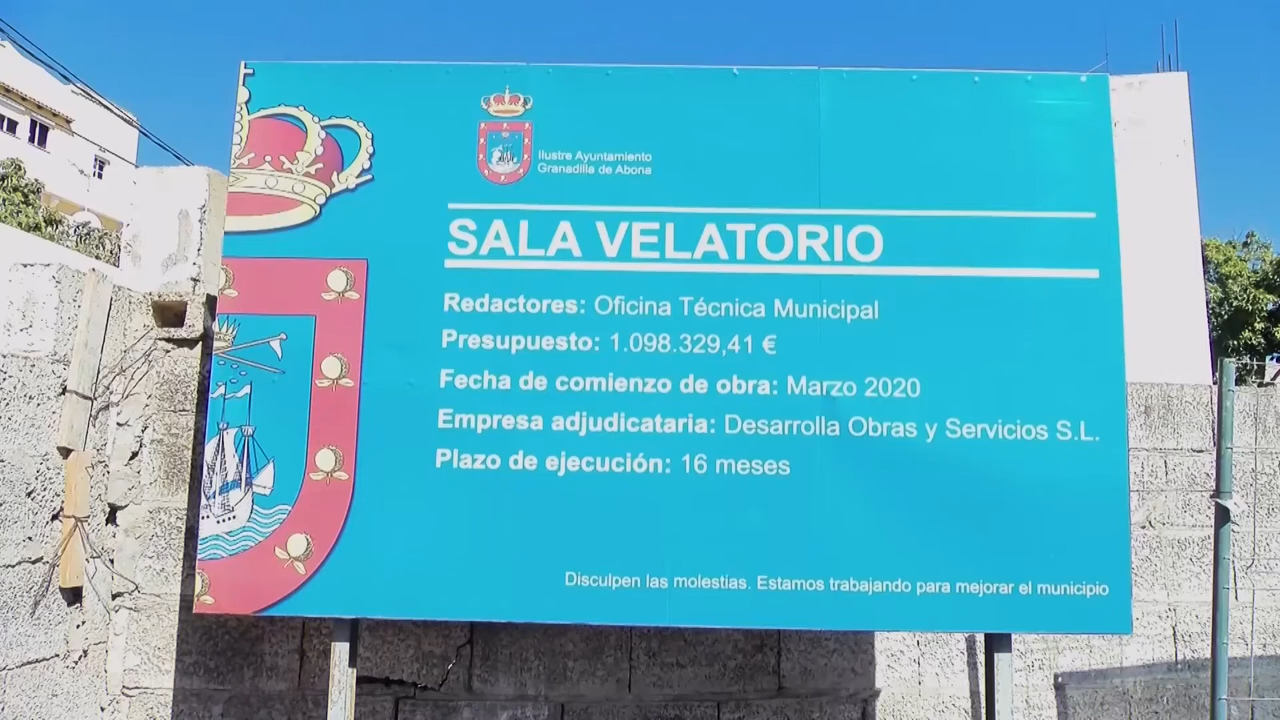 Ilustre Ayuntamiento
Granadilla de Abona
SALA VELATORIO
Redactores: Oficina Técnica Municipal
Presupuesto: 1.098.329,41 €
Fecha de comienzo de obra: Marzo 2020
Empresa adjudicataria: Desarrolla Obras y Servicios S.L.
Plazo de ejecución: 16 meses
Disculpen las molestias. Estamos trabajando para mejorar el municipio